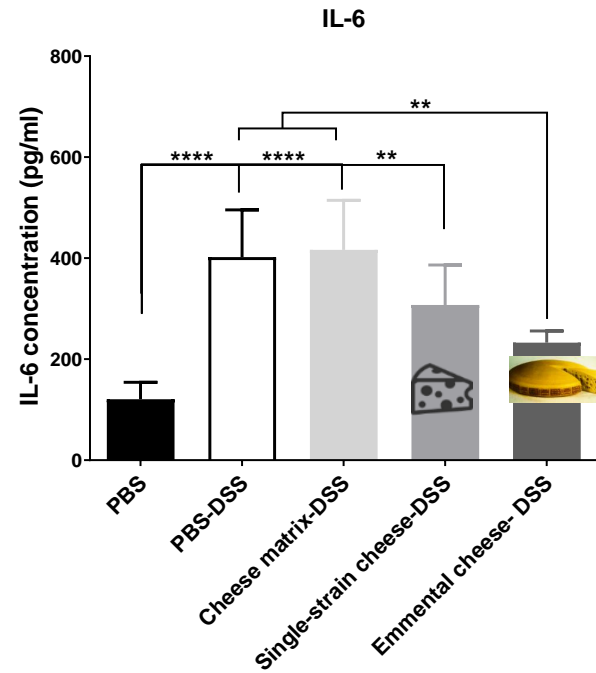 IL-6
IL-6 concentration (pg/ml)
800
600
400
200
0
**
**** **** **
PBS
PBS-DSS
Cheese matrix-DSS
Single-strain cheese-DSS
Emmental cheese- DSS